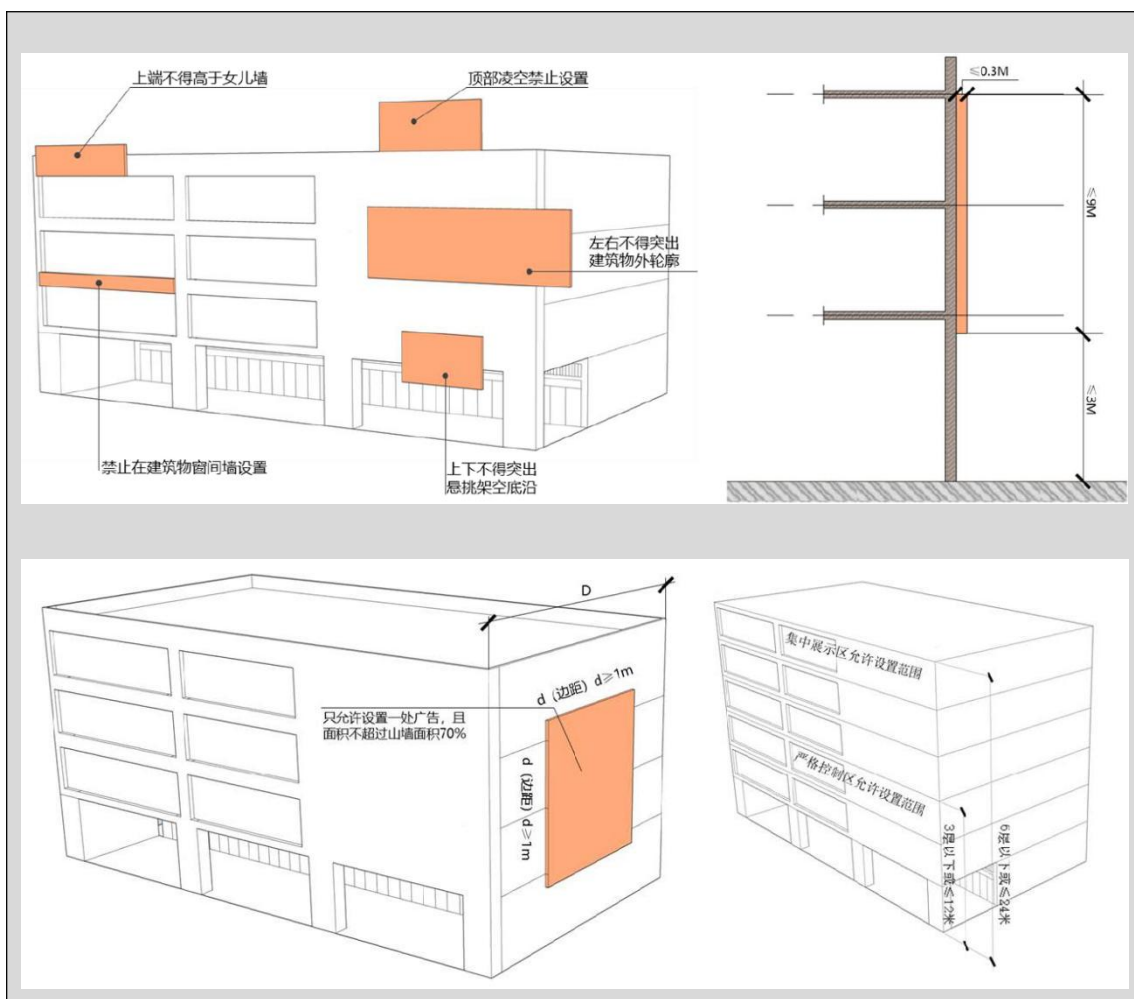 上端不得高于女儿墙
顶部凌空禁止设置
左右不得突出
建筑物外轮廓
禁止在建筑物窗间墙设置
上下不得突出
悬挑架空底沿
≤0.3M
≤9M
≤3M
D
d（边距）d≥1m
只允许设置一处广告，且
面积不超过山墙面积70%
d（边距）d≥1m
集中展示区允许设置范围
严格控制区允许设置范围
3层以下或≤12米
6层以下或≤24米